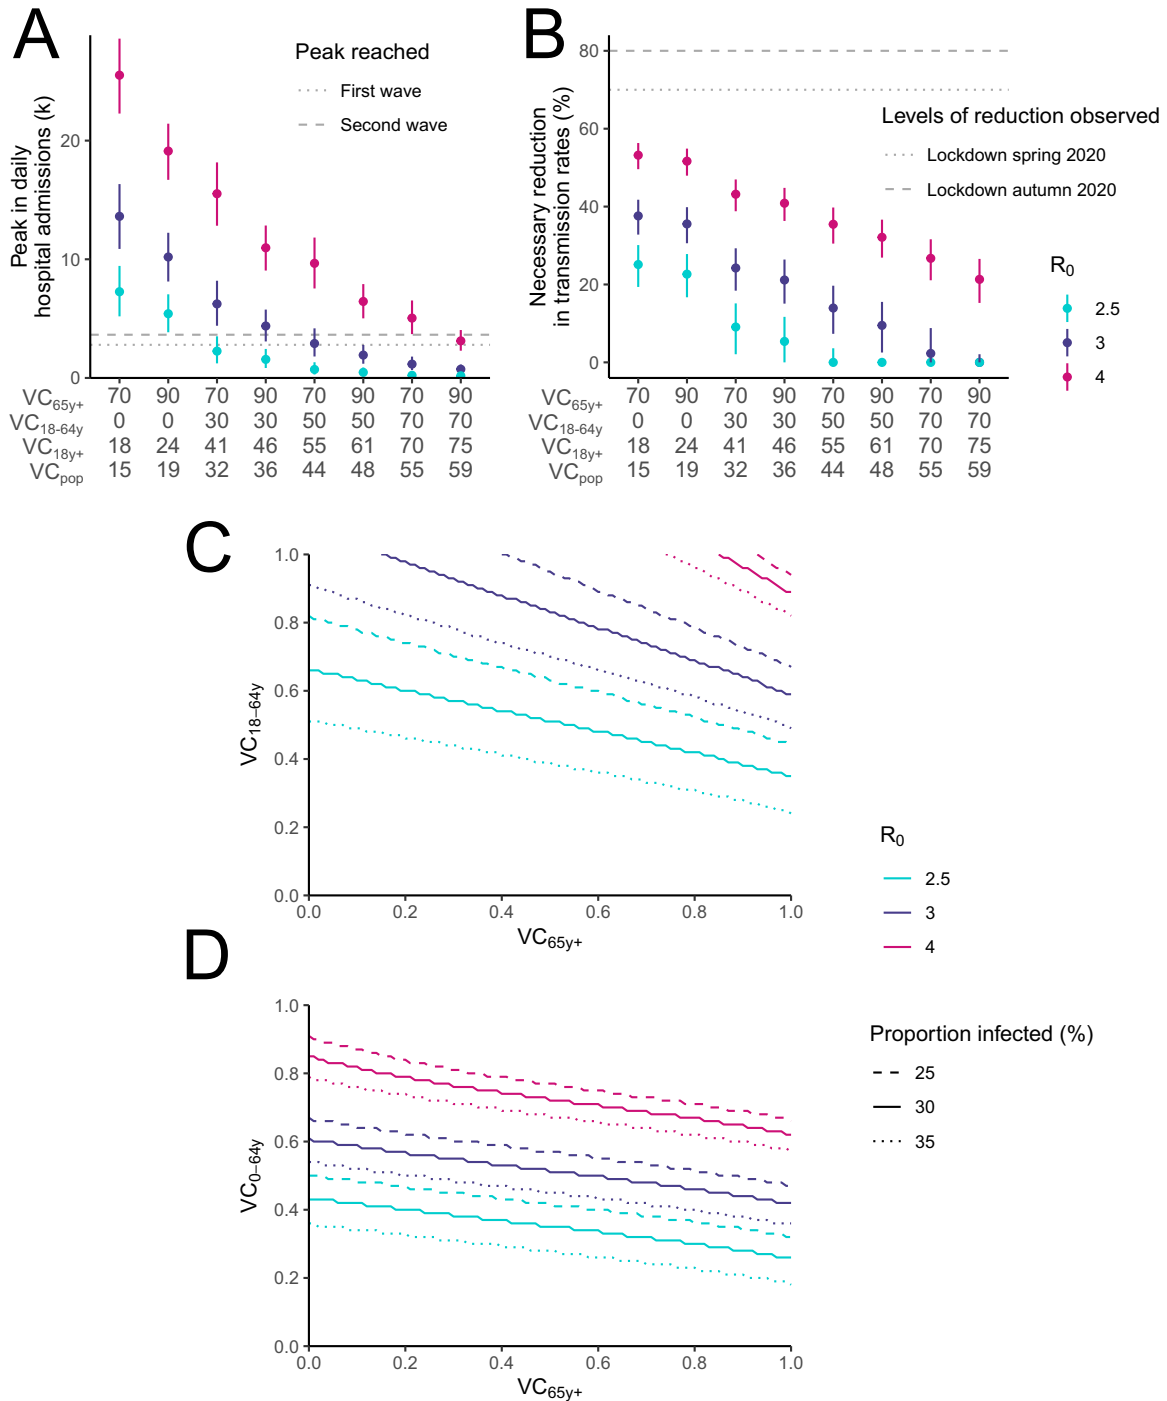 A
Peak in daily
hospital admissions (k)
20
10
0
Peak reached
First wave
Second wave
VC65y+ 70 90 70 90 70 90 70 90
VC18-64y 0 0 30 30 50 50 70 70
VC18y+ 18 24 41 46 55 61 70 75
VCpop 15 19 32 36 44 48 55 59
B
Necessary reduction
in transmission rates (%)
80
60
40
20
0
Levels of reduction observed
Lockdown spring 2020
Lockdown autumn 2020
R0
2.5
3
4
VC65y+ 70 90 70 90 70 90 70 90
VC18-64y 0 0 30 30 50 50 70 70
VC18y+ 18 24 41 46 55 61 70 75
VCpop 15 19 32 36 44 48 55 59
C
VC18–64y
1.0
0.8
0.6
0.4
0.2
0.0
0.0 0.2 0.4 0.6 0.8 1.0
VC65y+
R0
2.5
3
4
D
VC0–64y
1.0
0.8
0.6
0.4
0.2
0.0
0.0 0.2 0.4 0.6 0.8 1.0
VC65y+
Proportion infected (%)
25
30
35